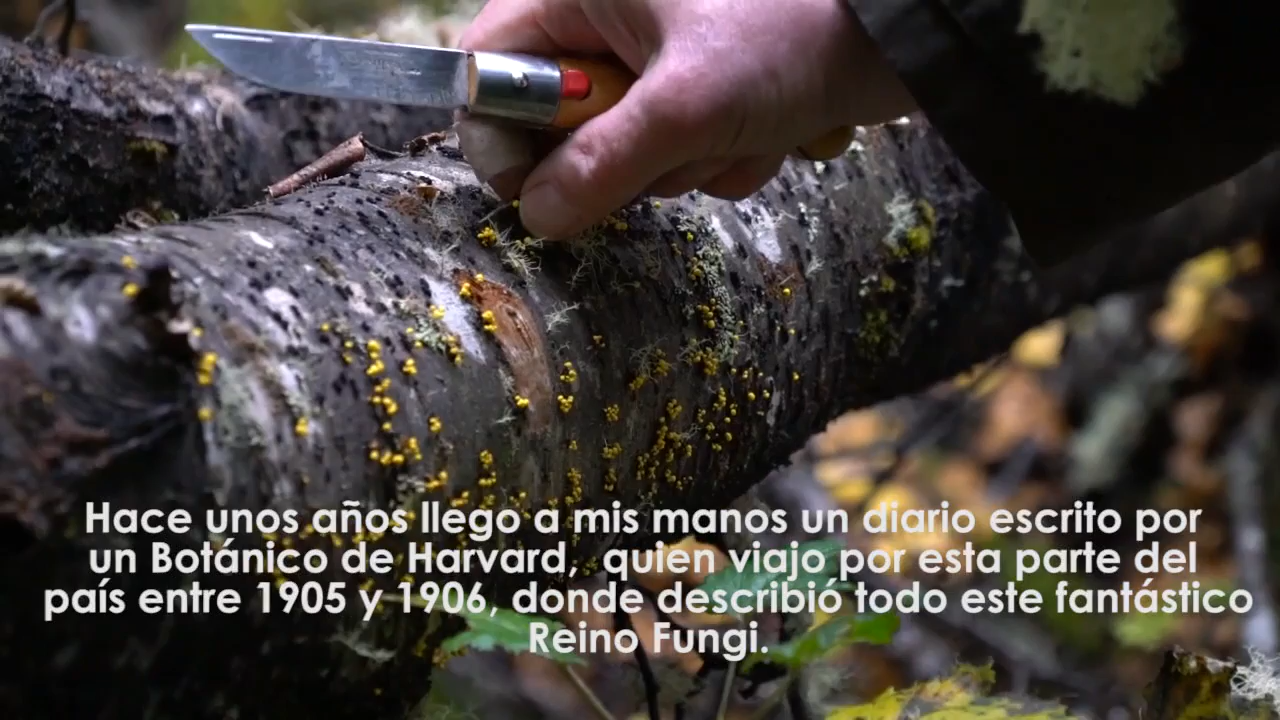 Hace unos años llego a mis manos un diario escrito por
un Botánico de Harvard, quien viajo por esta parte del
país entre 1905 y 1906, donde describió todo este fantástico
Reino Fungi.